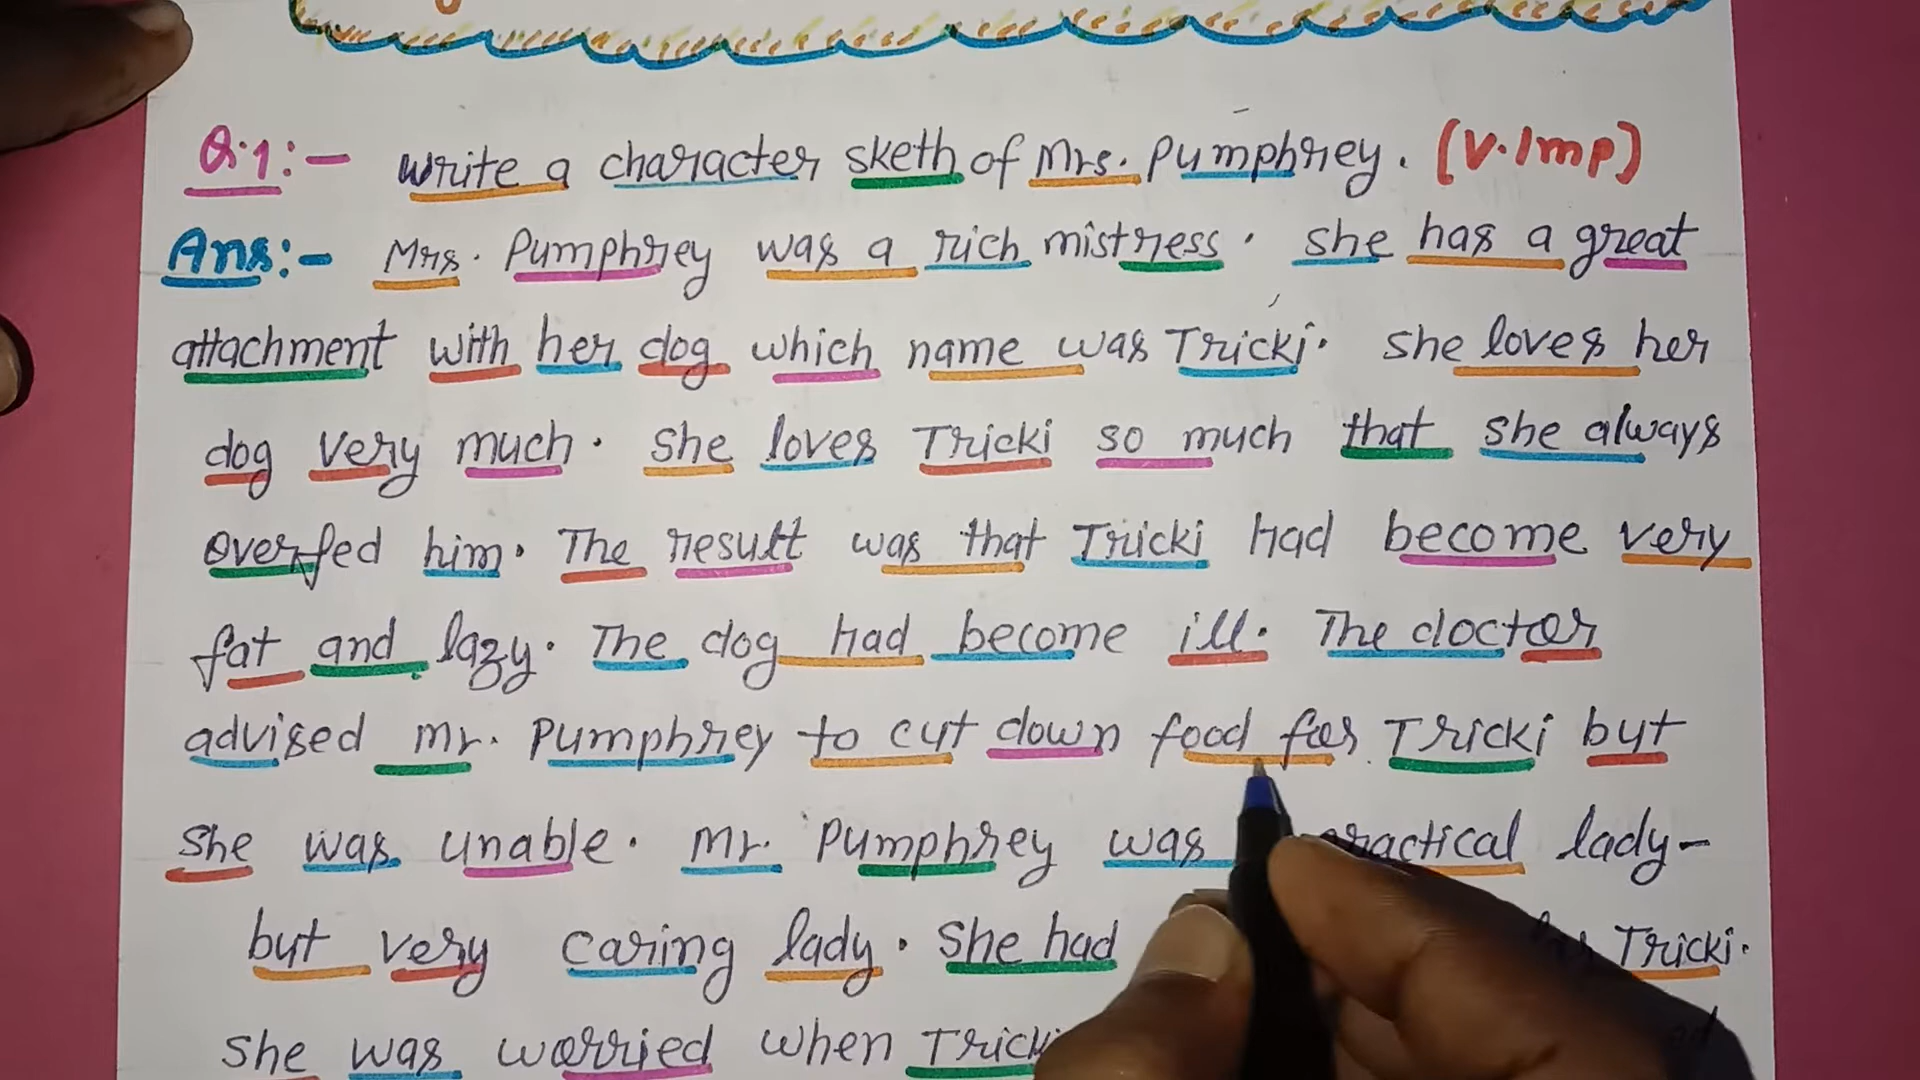 Q.1:- write a character sketh of Mrs. Pumphrey. (V.Imp)
Ans:- Mrs. Pumphrey was a rich mistress. she has a great
attachment with her dog which name was Tricki. she loves her
dog very much. she loves Tricki so much that she always
overfed him. The result was that Tricki had become very
fat and lazy. The dog had become ill. The doctor
advised Mr. Pumphrey to cut down food for Tricki but
she was unable. Mr. Pumphrey was practical lady-
but very caring lady. She had Tricki.
She was worried when